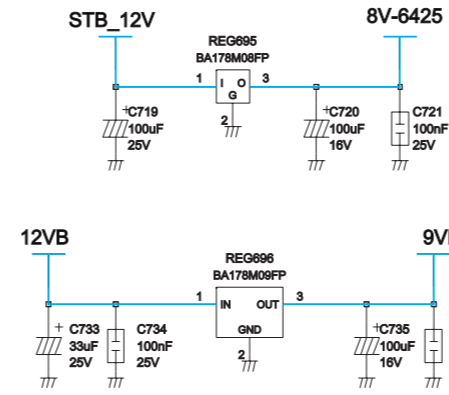 STB_12V
8V-6425
REG695
BA178M08FP
1
I O
G
3
2
+C719
100uF
25V
+C720
100uF
16V
C721
100nF
25V
12VB
REG696
BA178M09FP
1
IN OUT
GND
3
2
+ C733
33uF
25V
C734
100nF
25V
+C735
100uF
16V